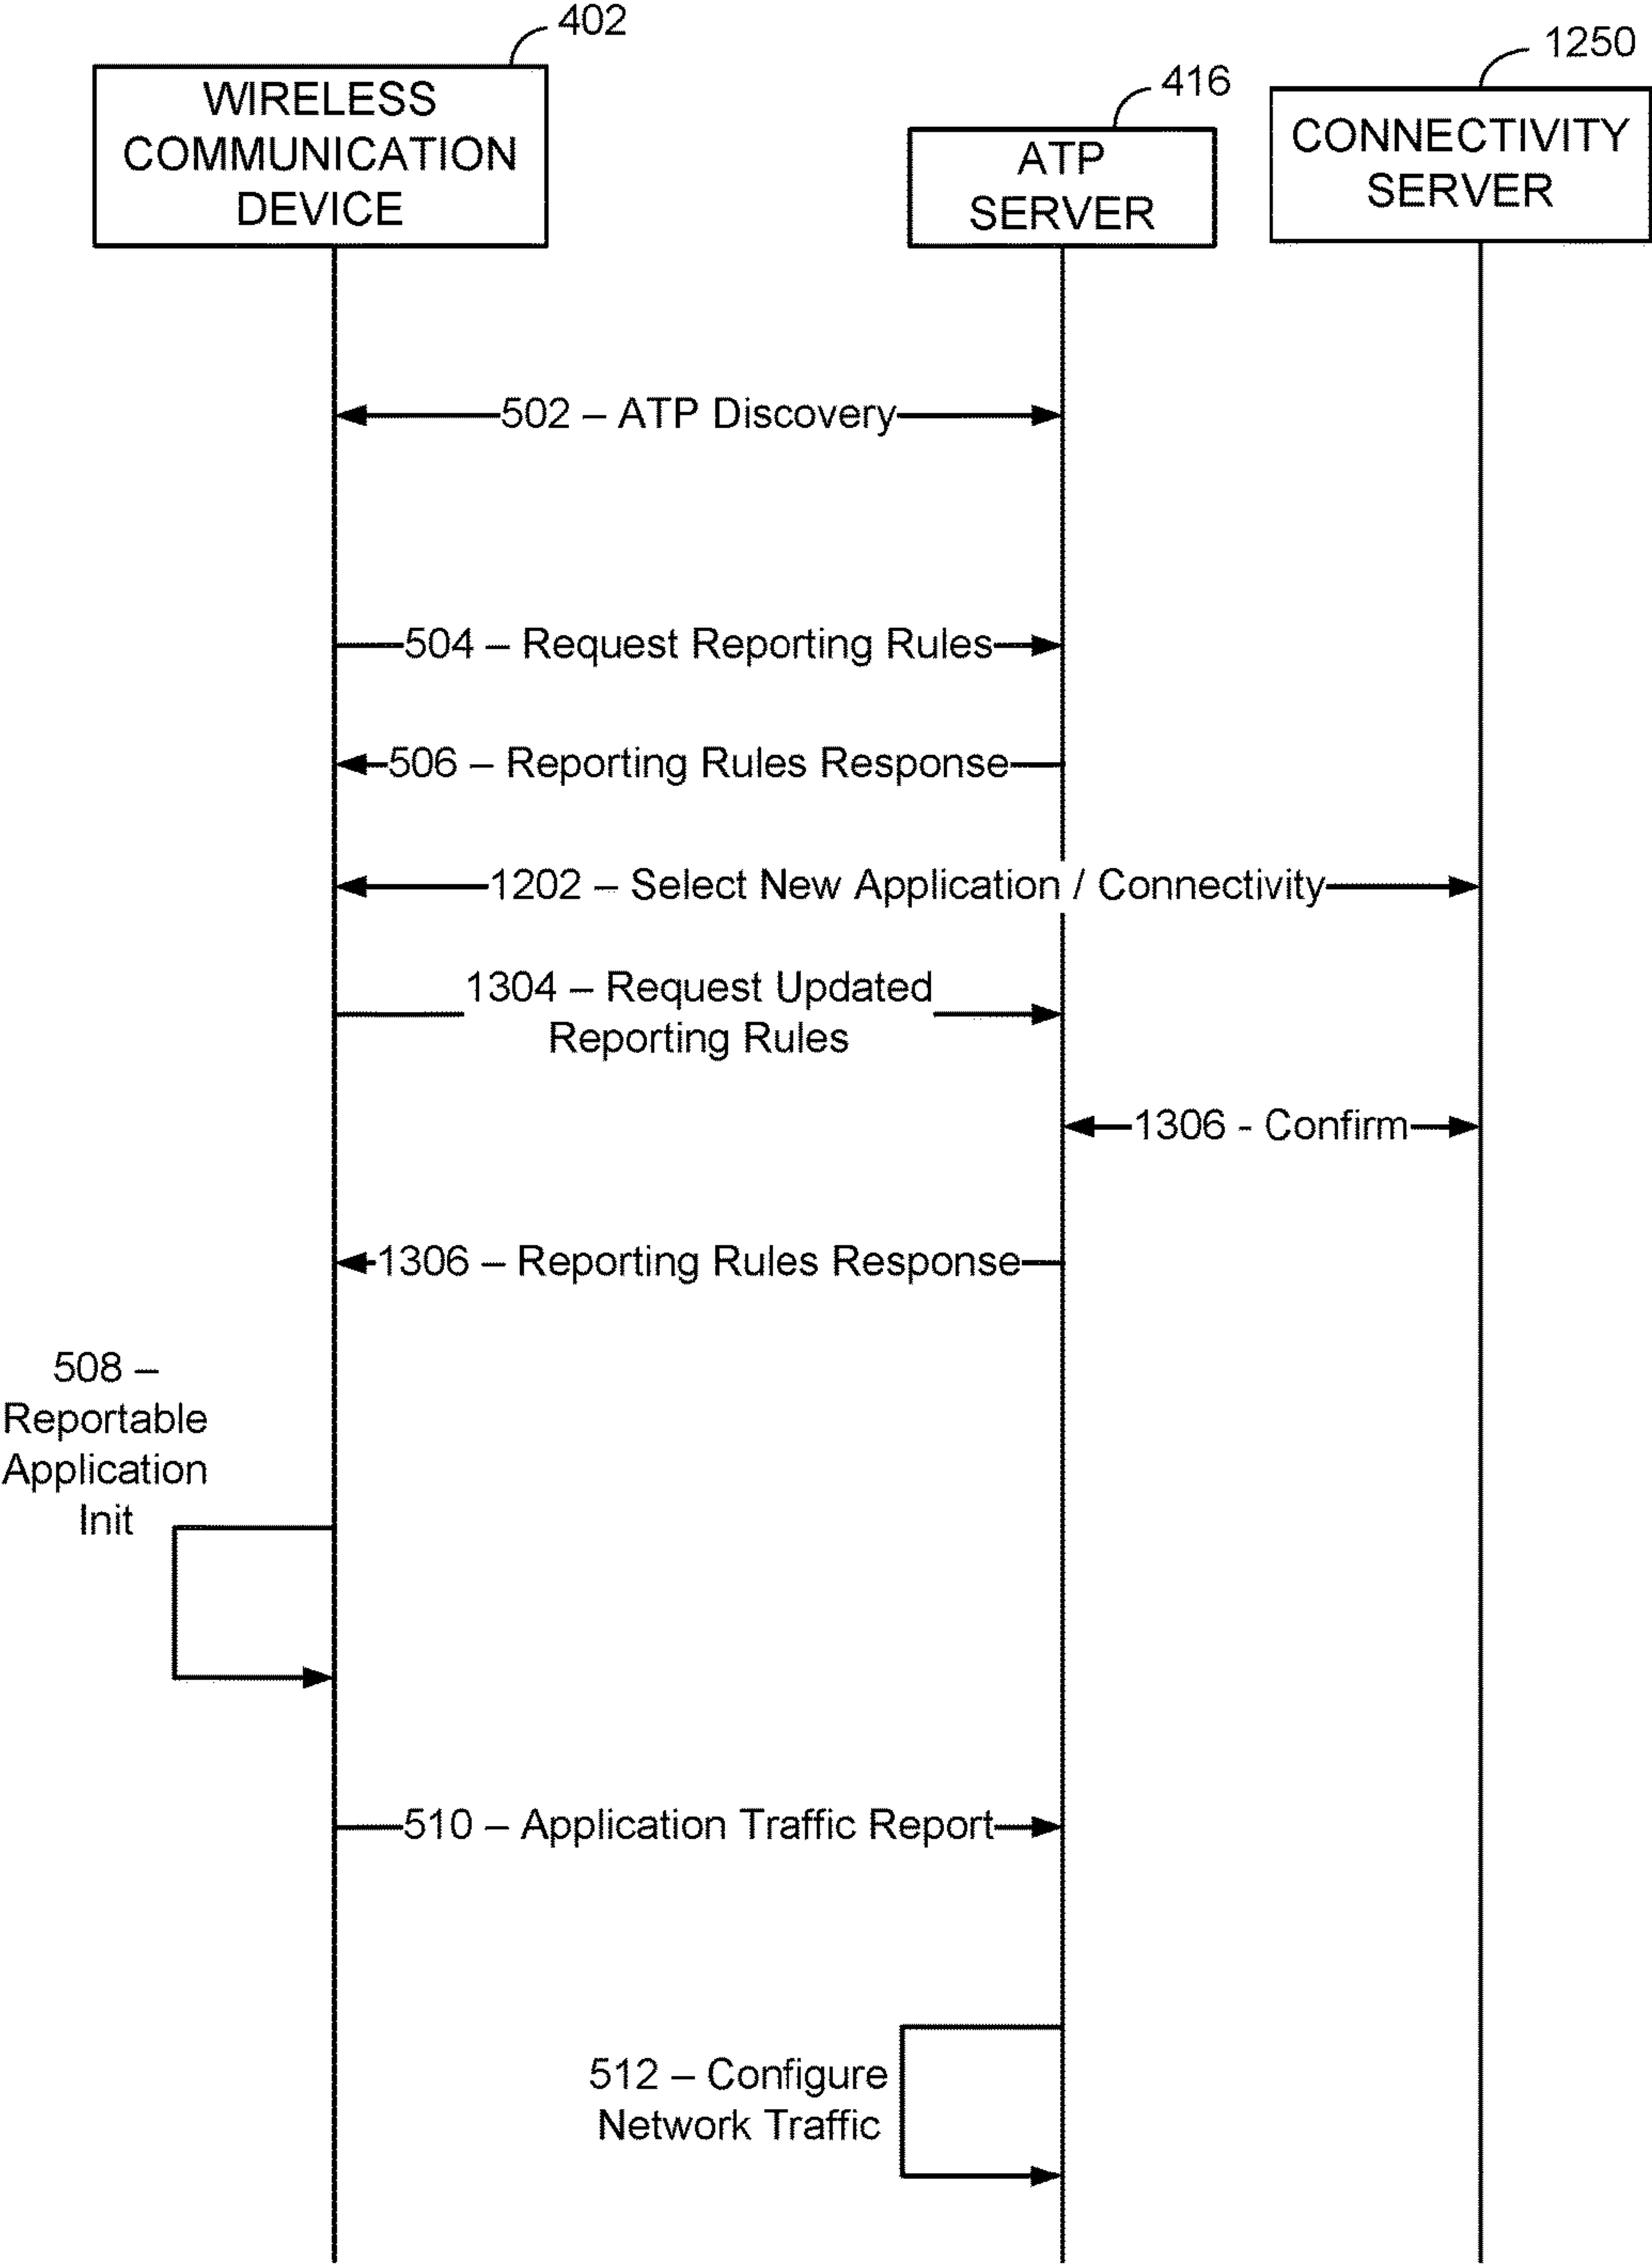 402
WIRELESS
COMMUNICATION
DEVICE
416
ATP
SERVER
1250
CONNECTIVITY
SERVER
502 – ATP Discovery
504 – Request Reporting Rules
506 – Reporting Rules Response
1202 – Select New Application / Connectivity
1304 – Request Updated
Reporting Rules
1306 - Confirm
1306 – Reporting Rules Response
508 –
Reportable
Application
Init
510 – Application Traffic Report
512 – Configure
Network Traffic